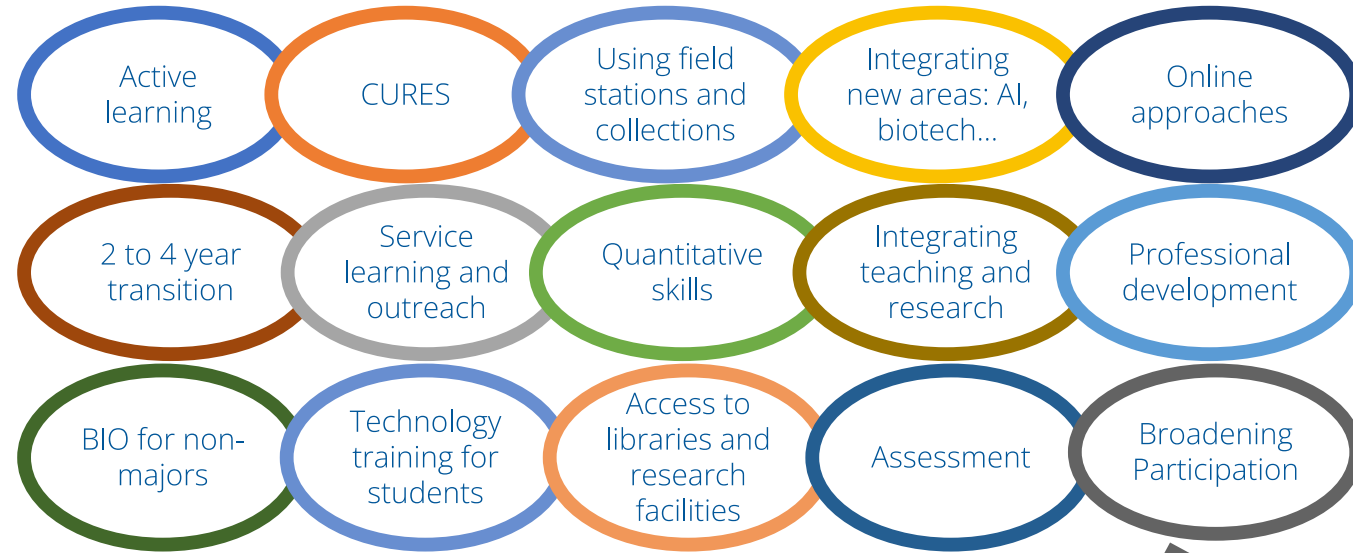 Active
learning
CURES
Using field
stations and
collections
Integrating
new areas: AI,
biotech...
Online
approaches
2 to 4 year
transition
Service
learning and
outreach
Quantitative
skills
Integrating
teaching and
research
Professional
development
BIO for non-
majors
Technology
training for
students
Access to
libraries and
research
facilities
Assessment
Broadening
Participation